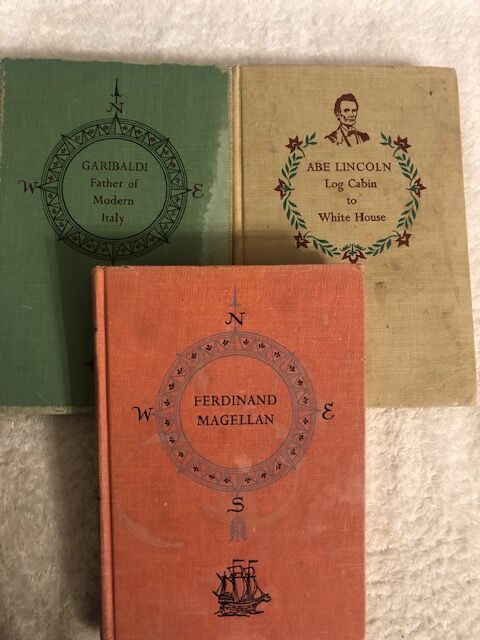 N
GARIBALDI
Father of
Modern
Italy
W E
ABE LINCOLN
Log Cabin
to
White House
N
FERDINAND
MAGELLAN
W E
S